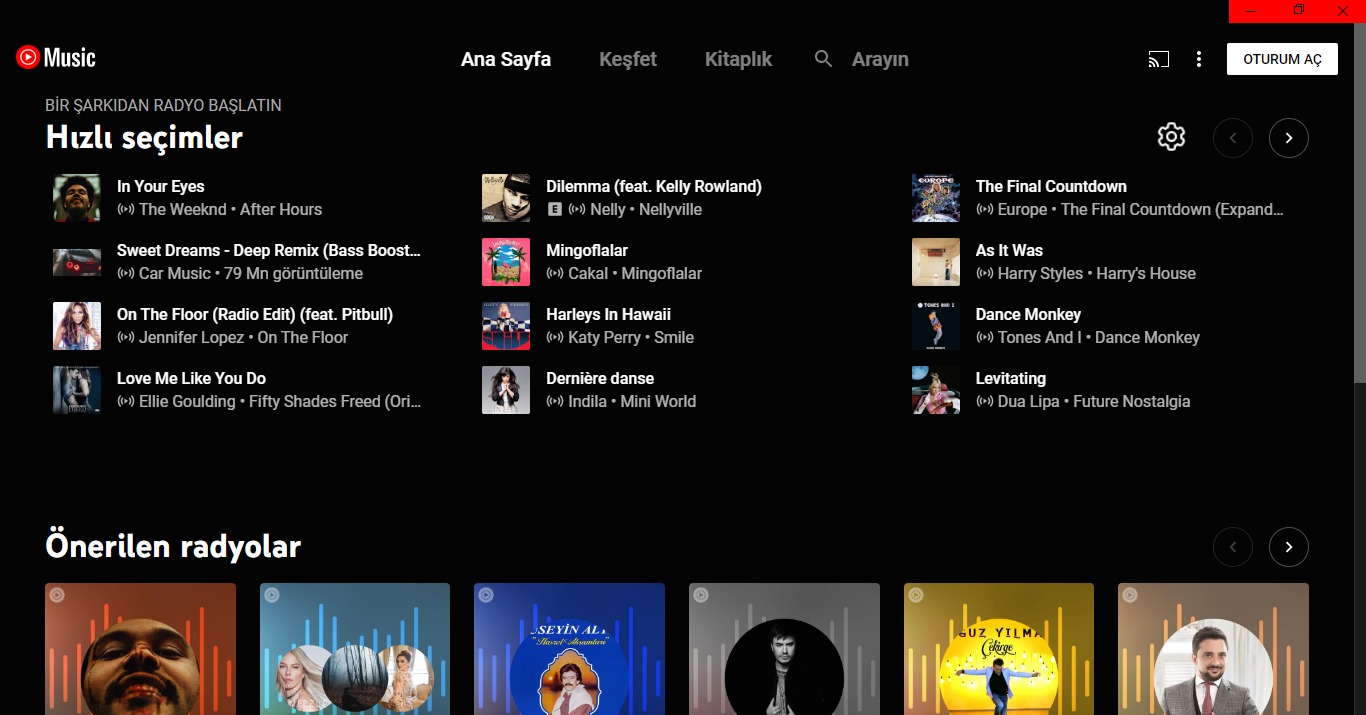 Music
Ana Sayfa Keşfet Kitaplık Arayın
OTURUM AÇ
BİR ŞARKIDAN RADYO BAŞLATIN
Hızlı seçimler
In Your Eyes
The Weeknd • After Hours
Sweet Dreams - Deep Remix (Bass Boost...
Car Music • 79 Mn görüntüleme
On The Floor (Radio Edit) (feat. Pitbull)
Jennifer Lopez • On The Floor
Love Me Like You Do
Ellie Goulding • Fifty Shades Freed (Ori...
Dilemma (feat. Kelly Rowland)
E Nelly • Nellyville
Mingoflalar
Cakal • Mingoflalar
Harleys In Hawaii
Katy Perry • Smile
Dernière danse
Indila • Mini World
EUROPE
The Final Countdown
Europe • The Final Countdown (Expand...
As It Was
Harry Styles • Harry's House
TONES AND I
Dance Monkey
Tones And I • Dance Monkey
Levitating
Dua Lipa • Future Nostalgia
Önerilen radyolar
SEYİN AL
"Hasret Akşamları"
GUZ YILMA
Çekirge